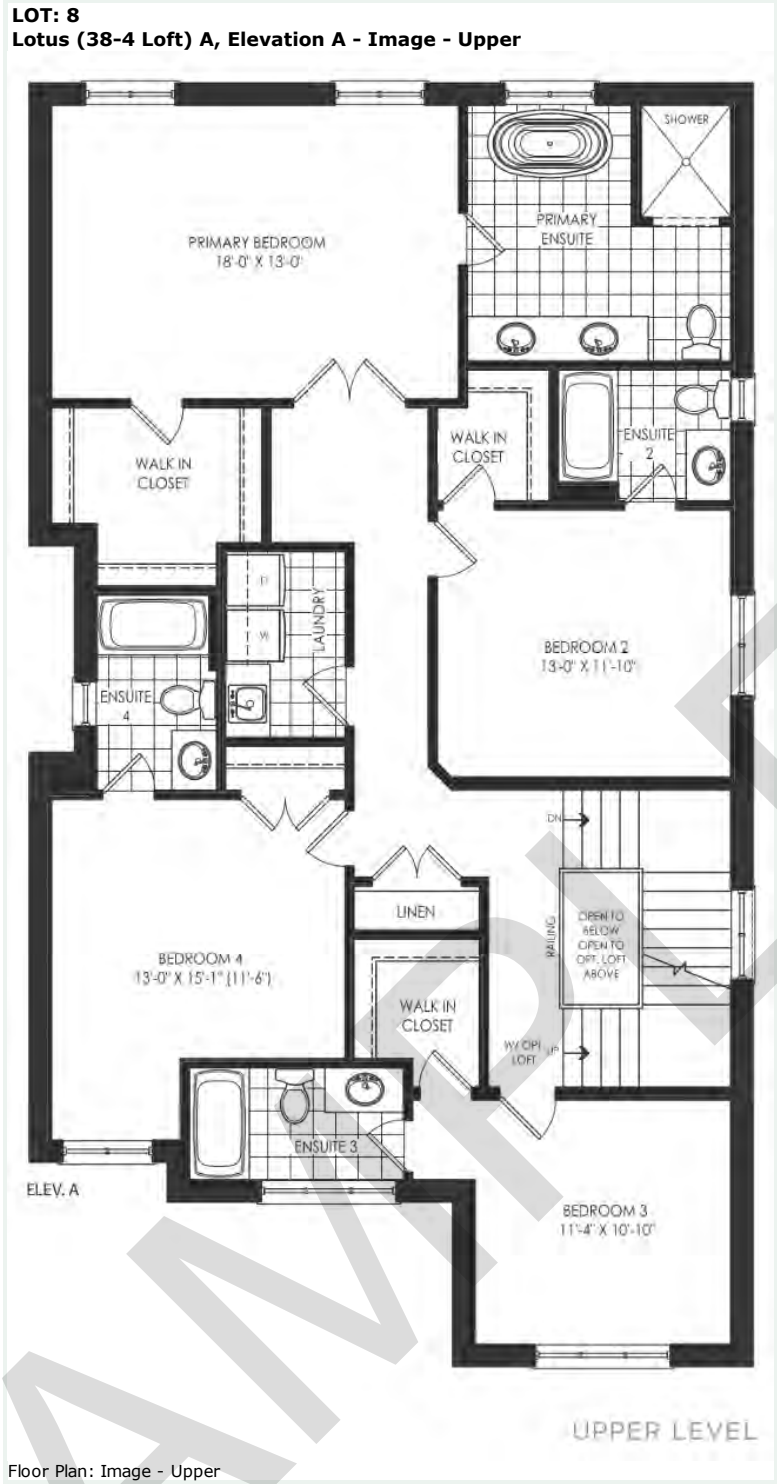 LOT: 8
Lotus (38-4 Loft) A, Elevation A - Image - Upper
SHOWER
PRIMARY
ENSUITE
PRIMARY BEDROOM
18'-0" X 13'-0"
WALK IN
CLOSET
WALK IN
CLOSET
ENSUITE
2
D
W
LAUNDRY
BEDROOM 2
13'-0" X 11'-10"
ENSUITE
4
DN
LINEN
RAILING
OPEN TO
BELOW
OPEN TO
OPT. LOFT
ABOVE
BEDROOM 4
13'-0" X 15'-1" (11'-6")
WALK IN
CLOSET
W/ OPT
LOFT
UP
ENSUITE 3
ELEV. A
BEDROOM 3
11'-4" X 10'-10"
UPPER LEVEL
Floor Plan: Image - Upper